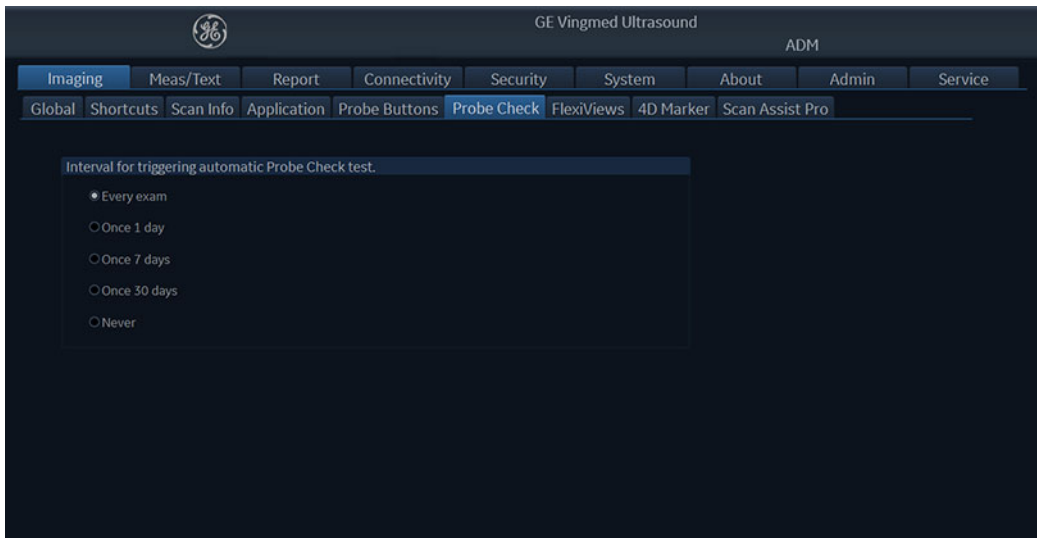 GE Vingmed Ultrasound
ADM
Imaging Meas/Text Report Connectivity Security System About Admin Service
Global Shortcuts Scan Info Application Probe Buttons Probe Check FlexiViews 4D Marker Scan Assist Pro
Interval for triggering automatic Probe Check test.
Every exam
Once 1 day
Once 7 days
Once 30 days
Never